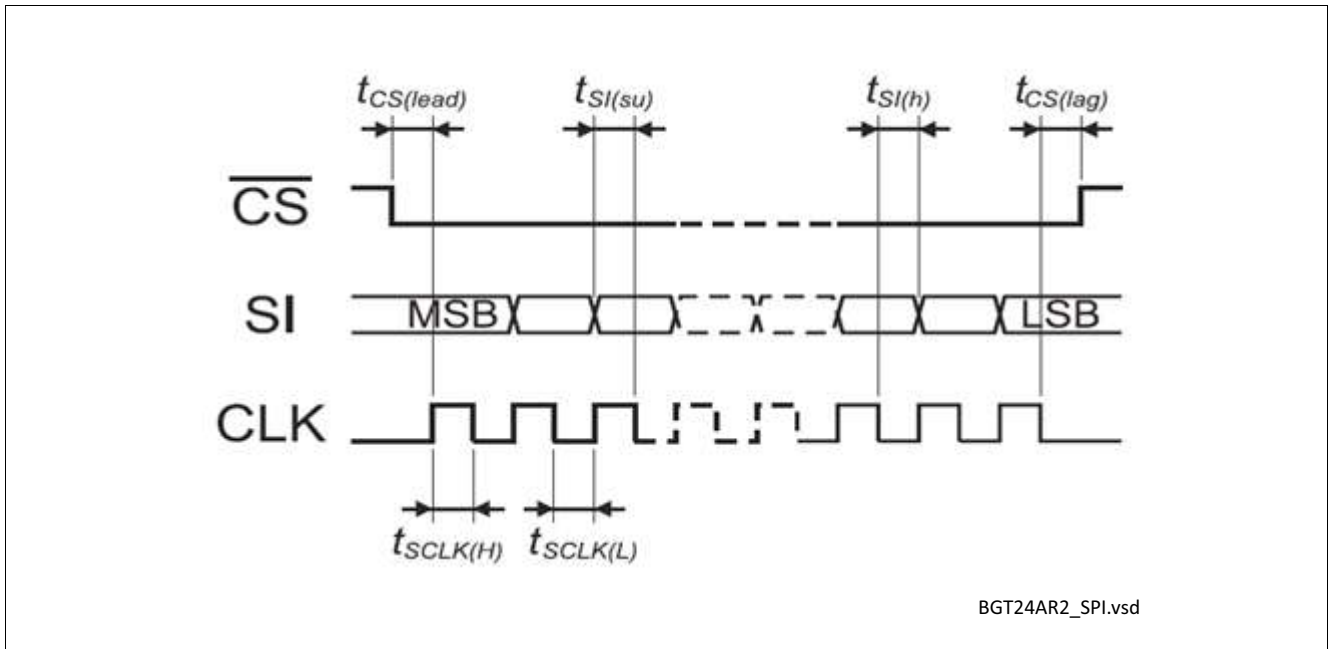 tCS(lead) tSI(su) tSI(h) tCS(lag)
CS
SI MSB LSB
CLK
tSCLK(H) tSCLK(L)
BGT24AR2_SPI.vsd